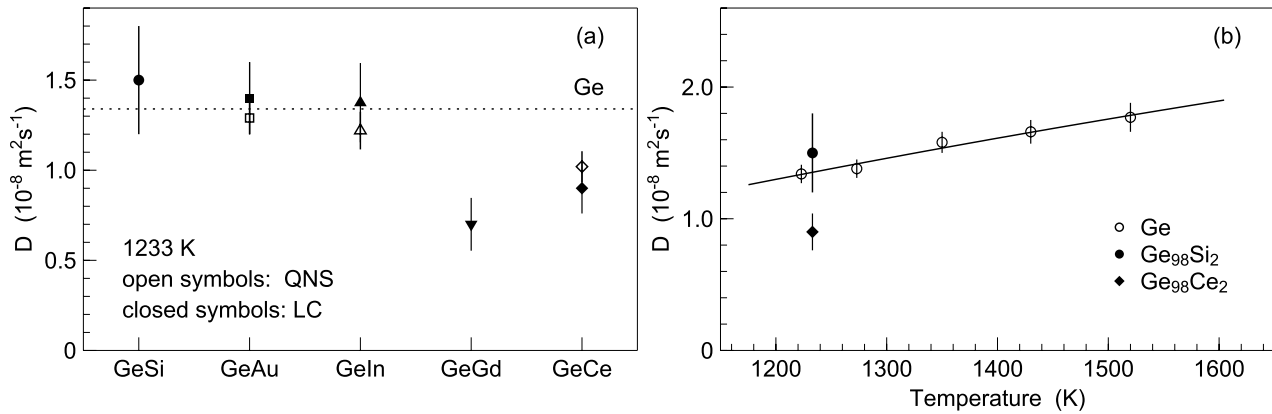 (a)
1.5
Ge
1.0
0.5
0
D (10⁻⁸ m²s⁻¹)
1233 K
open symbols: QNS
closed symbols: LC
GeSi GeAu GeIn GeGd GeCe
(b)
2.0
1.0
0.0
D (10⁻⁸ m²s⁻¹)
Ge
Ge₉₈Si₂
Ge₉₈Ce₂
1200 1300 1400 1500 1600
Temperature (K)